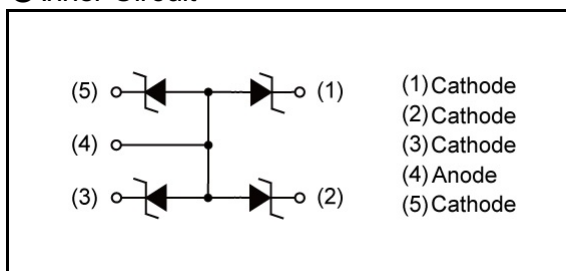 (5) (1)
(4)
(3) (2)
(1)Cathode
(2)Cathode
(3)Cathode
(4)Anode
(5)Cathode